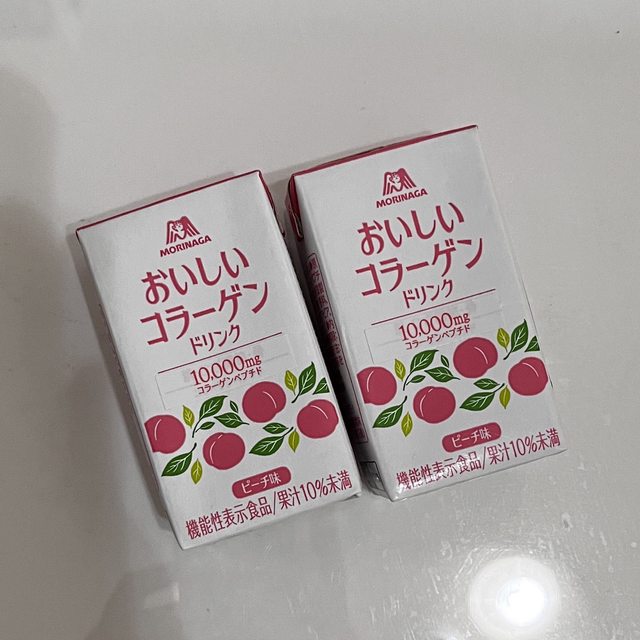 MORINAGA
おいしい
コラーゲン
ドリンク
10,000mg
コラーゲンペプチド
ピーチ味
機能性表示食品/果汁10%未満
MORINAGA
おいしい
コラーゲン
ドリンク
10,000mg
コラーゲンペプチド
ピーチ味
機能性表示食品/果汁10%未満